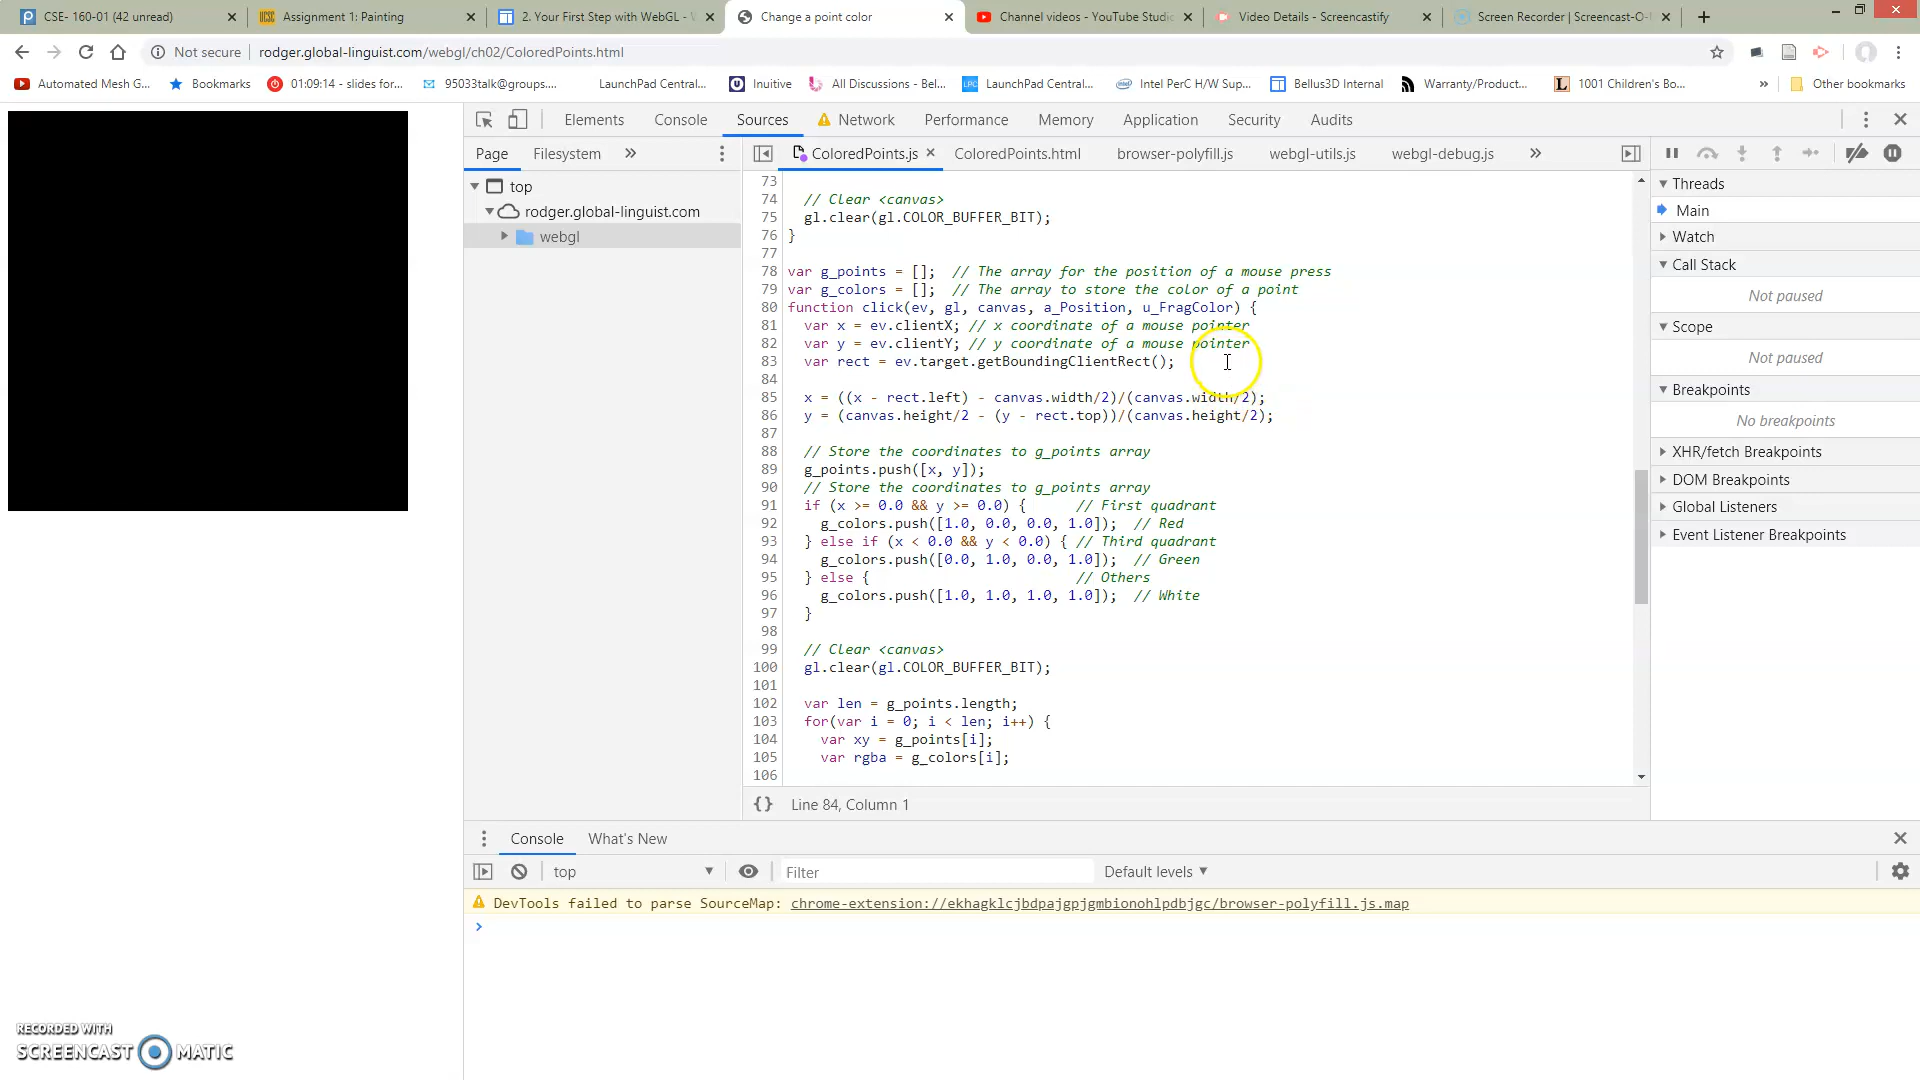 CSE- 160-01 (42 unread)
Assignment 1: Painting
2. Your First Step with WebGL - W
Change a point color
Channel videos - YouTube Studio
Video Details - Screencastify
Screen Recorder | Screencast-O-M
Not secure
rodger.global-linguist.com/webgl/ch02/ColoredPoints.html
Automated Mesh G...
Bookmarks
01:09:14 - slides for...
95033talk@groups....
LaunchPad Central...
Inuitive
All Discussions - Bel...
LPC
LaunchPad Central...
Intel PerC H/W Sup...
Bellus3D Internal
Warranty/Product...
1001 Children's Bo...
Other bookmarks
Elements
Console
Sources
Network
Performance
Memory
Application
Security
Audits
Page
Filesystem
ColoredPoints.js
ColoredPoints.html
browser-polyfill.js
webgl-utils.js
webgl-debug.js
top
rodger.global-linguist.com
webgl
73
74 // Clear <canvas>
75 gl.clear(gl.COLOR_BUFFER_BIT);
76 }
77
78 var g_points = []; // The array for the position of a mouse press
79 var g_colors = []; // The array to store the color of a point
80 function click(ev, gl, canvas, a_Position, u_FragColor) {
81 var x = ev.clientX; // x coordinate of a mouse pointer
82 var y = ev.clientY; // y coordinate of a mouse pointer
83 var rect = ev.target.getBoundingClientRect();
84
85 x = ((x - rect.left) - canvas.width/2)/(canvas.width/2);
86 y = (canvas.height/2 - (y - rect.top))/(canvas.height/2);
87
88 // Store the coordinates to g_points array
89 g_points.push([x, y]);
90 // Store the coordinates to g_points array
91 if (x >= 0.0 && y >= 0.0) { // First quadrant
92 g_colors.push([1.0, 0.0, 0.0, 1.0]); // Red
93 } else if (x < 0.0 && y < 0.0) { // Third quadrant
94 g_colors.push([0.0, 1.0, 0.0, 1.0]); // Green
95 } else { // Others
96 g_colors.push([1.0, 1.0, 1.0, 1.0]); // White
97 }
98
99 // Clear <canvas>
100 gl.clear(gl.COLOR_BUFFER_BIT);
101
102 var len = g_points.length;
103 for(var i = 0; i < len; i++) {
104 var xy = g_points[i];
105 var rgba = g_colors[i];
106
{ } Line 84, Column 1
Threads
Main
Watch
Call Stack
Not paused
Scope
Not paused
Breakpoints
No breakpoints
XHR/fetch Breakpoints
DOM Breakpoints
Global Listeners
Event Listener Breakpoints
Console
What's New
top
Filter
Default levels
DevTools failed to parse SourceMap: chrome-extension://ekhagklcjbdpajgpjgmbionohlpdbjgc/browser-polyfill.js.map
RECORDED WITH
SCREENCAST MATIC